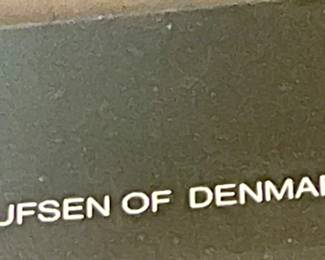 UFSEN OF DENMA